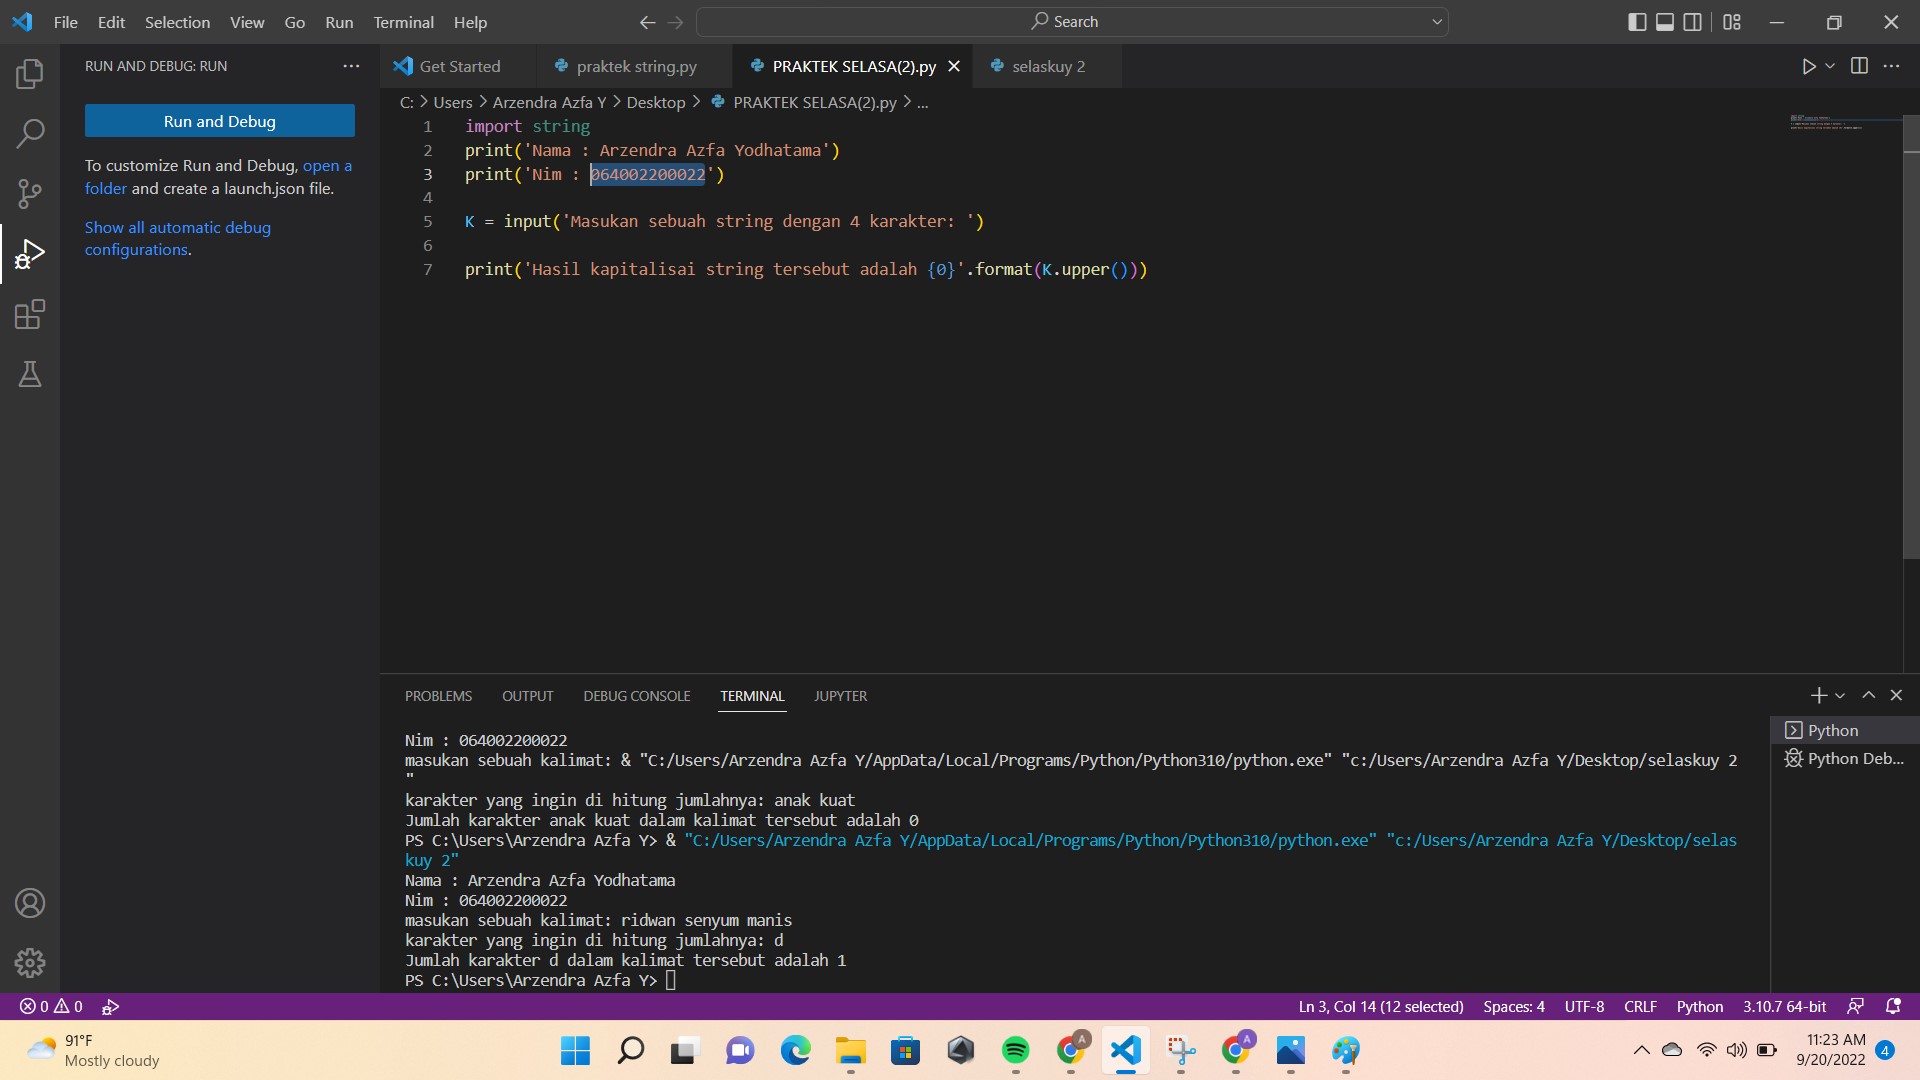 File Edit Selection View Go Run Terminal Help
Search
RUN AND DEBUG: RUN
Run and Debug
To customize Run and Debug, open a
folder and create a launch.json file.
Show all automatic debug
configurations.
Get Started praktek string.py PRAKTEK SELASA(2).py selaskuy 2
C: > Users > Arzendra Azfa Y > Desktop > PRAKTEK SELASA(2).py > ...
1 import string
2 print('Nama : Arzendra Azfa Yodhatama')
3 print('Nim : 064002200022')
4
5 K = input('Masukan sebuah string dengan 4 karakter: ')
6
7 print('Hasil kapitalisai string tersebut adalah {0}'.format(K.upper()))
PROBLEMS OUTPUT DEBUG CONSOLE TERMINAL JUPYTER
Nim : 064002200022
masukan sebuah kalimat: & "C:/Users/Arzendra Azfa Y/AppData/Local/Programs/Python/Python310/python.exe" "c:/Users/Arzendra Azfa Y/Desktop/selaskuy 2
"
karakter yang ingin di hitung jumlahnya: anak kuat
Jumlah karakter anak kuat dalam kalimat tersebut adalah 0
PS C:\Users\Arzendra Azfa Y> & "C:/Users/Arzendra Azfa Y/AppData/Local/Programs/Python/Python310/python.exe" "c:/Users/Arzendra Azfa Y/Desktop/selas
kuy 2"
Nama : Arzendra Azfa Yodhatama
Nim : 064002200022
masukan sebuah kalimat: ridwan senyum manis
karakter yang ingin di hitung jumlahnya: d
Jumlah karakter d dalam kalimat tersebut adalah 1
PS C:\Users\Arzendra Azfa Y>
Python
Python Deb...
0 0
Ln 3, Col 14 (12 selected) Spaces: 4 UTF-8 CRLF Python 3.10.7 64-bit
91°F
Mostly cloudy
A A
11:23 AM
9/20/2022
4